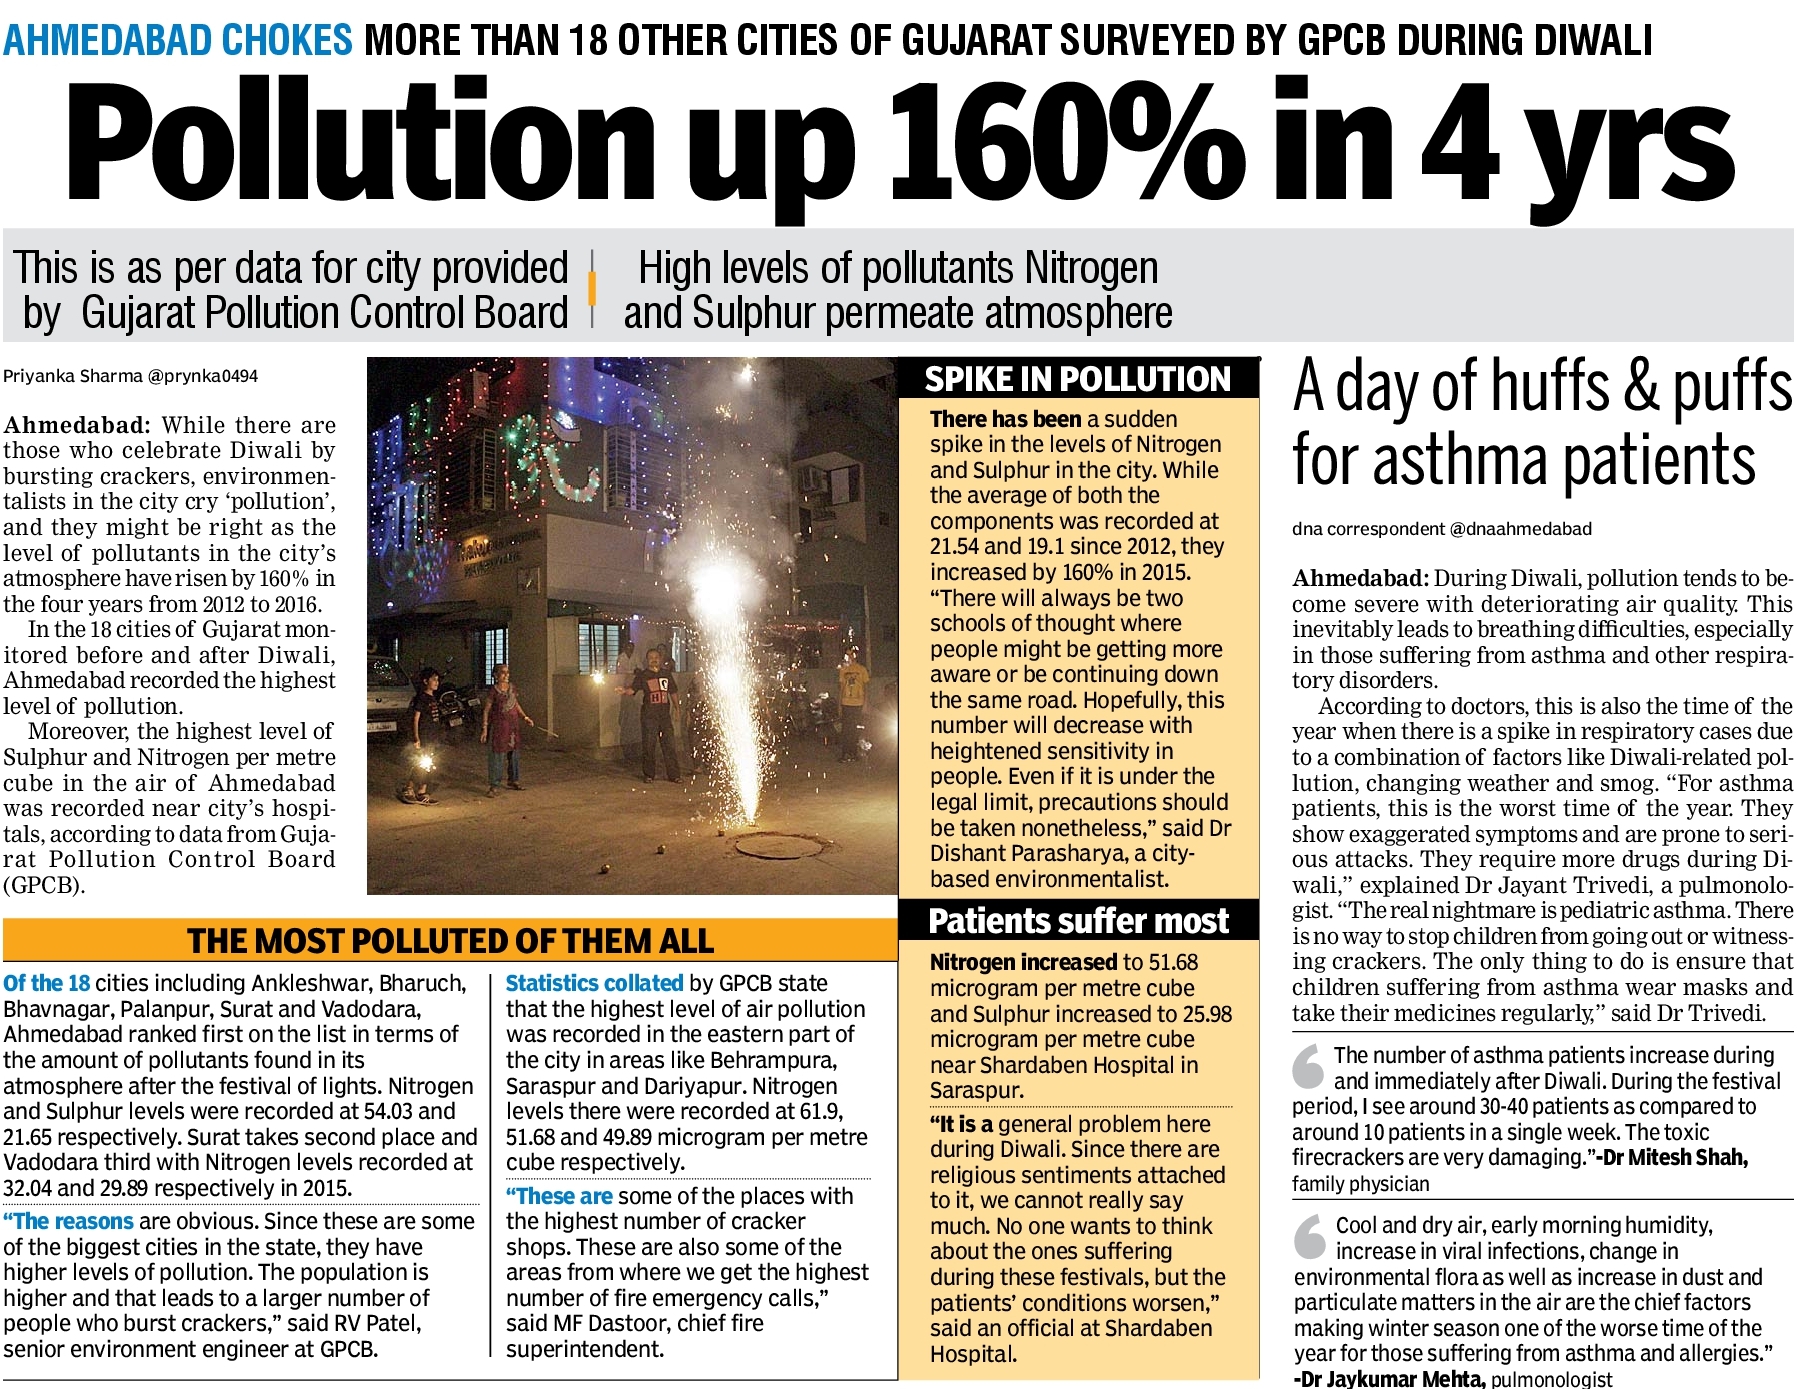 AHMEDABAD CHOKES MORE THAN 18 OTHER CITIES OF GUJARAT SURVEYED BY GPCB DURING DIWALI
Pollution up 160% in 4 yrs
This is as per data for city provided
by Gujarat Pollution Control Board
High levels of pollutants Nitrogen
and Sulphur permeate atmosphere
Priyanka Sharma @prynka0494
Ahmedabad: While there are
those who celebrate Diwali by
bursting crackers, environmen-
talists in the city cry ‘pollution’,
and they might be right as the
level of pollutants in the city’s
atmosphere have risen by 160% in
the four years from 2012 to 2016.
In the 18 cities of Gujarat mon-
itored before and after Diwali,
Ahmedabad recorded the highest
level of pollution.
Moreover, the highest level of
Sulphur and Nitrogen per metre
cube in the air of Ahmedabad
was recorded near city’s hospi-
tals, according to data from Guja-
rat Pollution Control Board
(GPCB).
THE MOST POLLUTED OF THEM ALL
Of the 18 cities including Ankleshwar, Bharuch,
Bhavnagar, Palanpur, Surat and Vadodara,
Ahmedabad ranked first on the list in terms of
the amount of pollutants found in its
atmosphere after the festival of lights. Nitrogen
and Sulphur levels were recorded at 54.03 and
21.65 respectively. Surat takes second place and
Vadodara third with Nitrogen levels recorded at
32.04 and 29.89 respectively in 2015.
“The reasons are obvious. Since these are some
of the biggest cities in the state, they have
higher levels of pollution. The population is
higher and that leads to a larger number of
people who burst crackers,” said RV Patel,
senior environment engineer at GPCB.
Statistics collated by GPCB state
that the highest level of air pollution
was recorded in the eastern part of
the city in areas like Behrampura,
Saraspur and Dariyapur. Nitrogen
levels there were recorded at 61.9,
51.68 and 49.89 microgram per metre
cube respectively.
“These are some of the places with
the highest number of cracker
shops. These are also some of the
areas from where we get the highest
number of fire emergency calls,”
said MF Dastoor, chief fire
superintendent.
SPIKE IN POLLUTION
There has been a sudden
spike in the levels of Nitrogen
and Sulphur in the city. While
the average of both the
components was recorded at
21.54 and 19.1 since 2012, they
increased by 160% in 2015.
“There will always be two
schools of thought where
people might be getting more
aware or be continuing down
the same road. Hopefully, this
number will decrease with
heightened sensitivity in
people. Even if it is under the
legal limit, precautions should
be taken nonetheless,” said Dr
Dishant Parasharya, a city-
based environmentalist.
Patients suffer most
Nitrogen increased to 51.68
microgram per metre cube
and Sulphur increased to 25.98
microgram per metre cube
near Shardaben Hospital in
Saraspur.
“It is a general problem here
during Diwali. Since there are
religious sentiments attached
to it, we cannot really say
much. No one wants to think
about the ones suffering
during these festivals, but the
patients’ conditions worsen,”
said an official at Shardaben
Hospital.
A day of huffs & puffs
for asthma patients
dna correspondent @dnaahmedabad
Ahmedabad: During Diwali, pollution tends to be-
come severe with deteriorating air quality. This
inevitably leads to breathing difficulties, especially
in those suffering from asthma and other respira-
tory disorders.
According to doctors, this is also the time of the
year when there is a spike in respiratory cases due
to a combination of factors like Diwali-related pol-
lution, changing weather and smog. “For asthma
patients, this is the worst time of the year. They
show exaggerated symptoms and are prone to seri-
ous attacks. They require more drugs during Di-
wali,” explained Dr Jayant Trivedi, a pulmonolo-
gist. “The real nightmare is pediatric asthma. There
is no way to stop children from going out or witness-
ing crackers. The only thing to do is ensure that
children suffering from asthma wear masks and
take their medicines regularly,” said Dr Trivedi.
‘ The number of asthma patients increase during
and immediately after Diwali. During the festival
period, I see around 30-40 patients as compared to
around 10 patients in a single week. The toxic
firecrackers are very damaging.”-Dr Mitesh Shah,
family physician
‘ Cool and dry air, early morning humidity,
increase in viral infections, change in
environmental flora as well as increase in dust and
particulate matters in the air are the chief factors
making winter season one of the worse time of the
year for those suffering from asthma and allergies.”
-Dr Jaykumar Mehta, pulmonologist